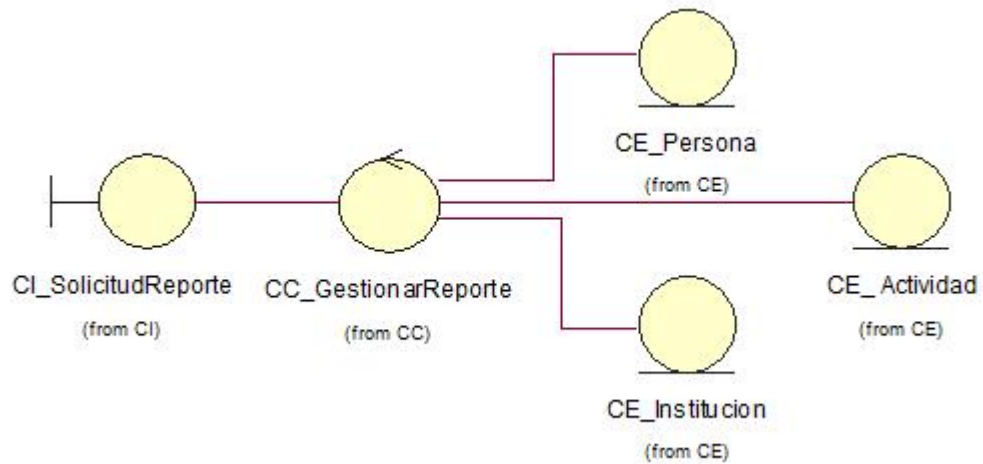 CE_Persona
(from CE)
CI_SolicitudReporte
(from CI)
CC_GestionarReporte
(from CC)
CE_ Actividad
(from CE)
CE_Institucion
(from CE)